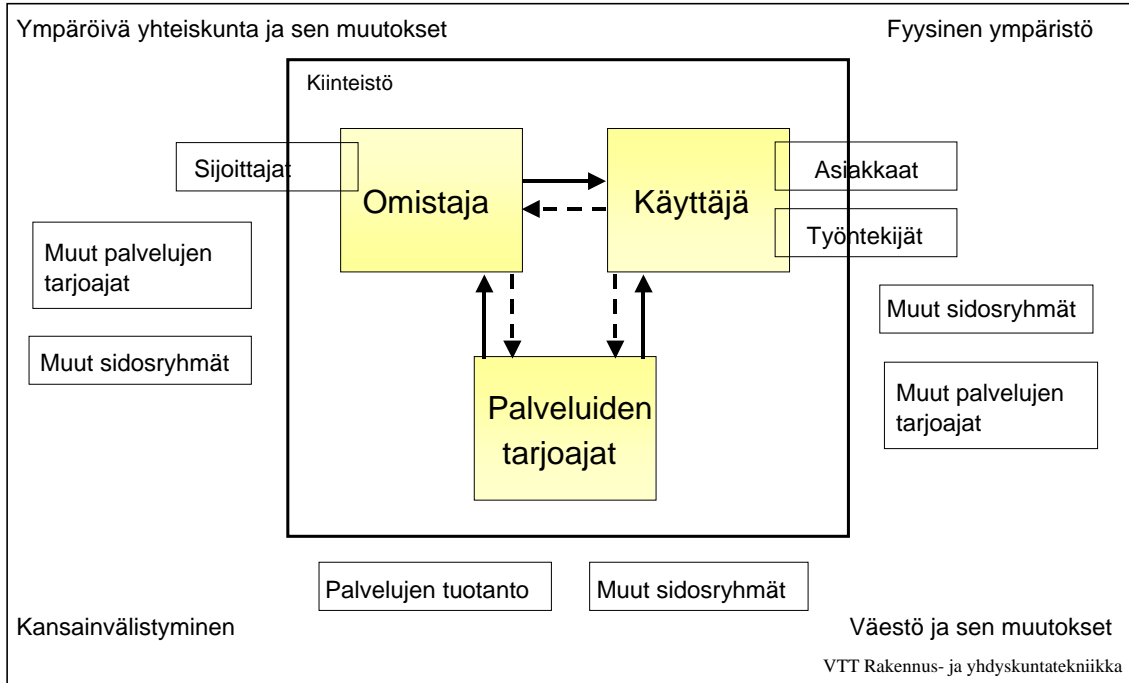 Ympäröivä yhteiskunta ja sen muutokset
Fyysinen ympäristö
Kiinteistö
Sijoittajat
Omistaja
Käyttäjä
Asiakkaat
Työntekijät
Muut palvelujen
tarjoajat
Muut sidosryhmät
Muut sidosryhmät
Muut palvelujen
tarjoajat
Palveluiden
tarjoajat
Palvelujen tuotanto
Muut sidosryhmät
Kansainvälistyminen
Väestö ja sen muutokset
VTT Rakennus- ja yhdyskuntatekniikka